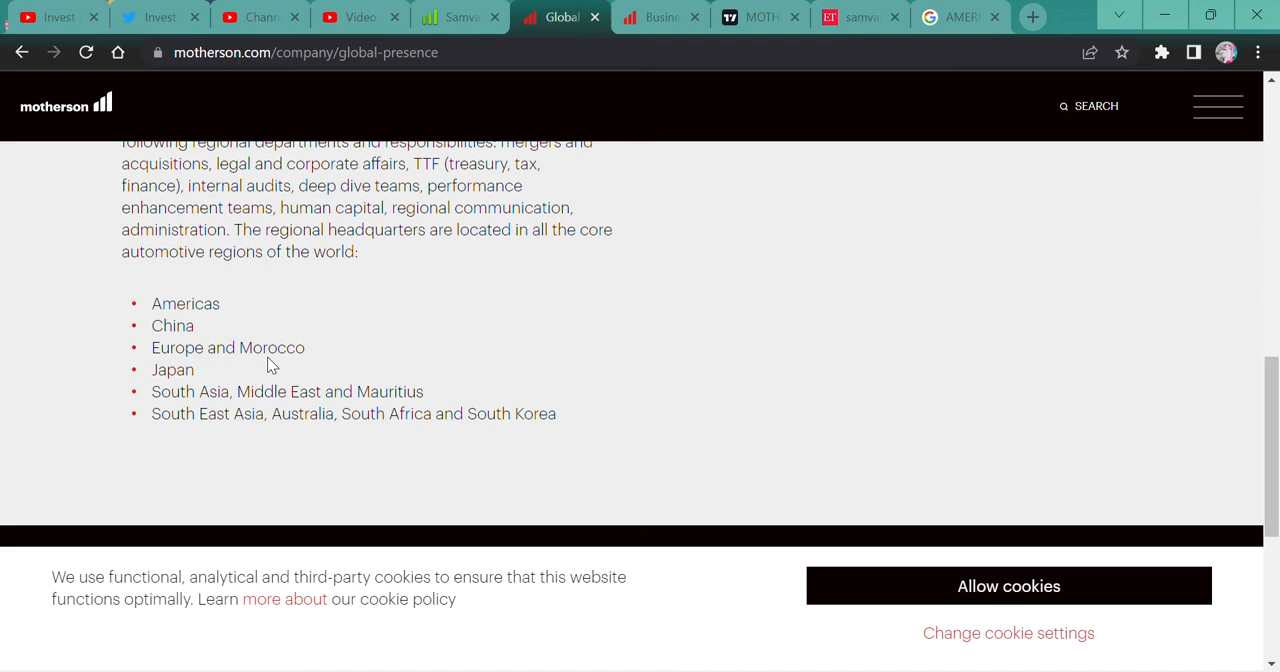 Invest
Invest
Chann
Video
Samva
Global
Busine
MOTH
samva
AMERI
motherson.com/company/global-presence
motherson
SEARCH
following regional departments and responsibilities: mergers and
acquisitions, legal and corporate affairs, TTF (treasury, tax,
finance), internal audits, deep dive teams, performance
enhancement teams, human capital, regional communication,
administration. The regional headquarters are located in all the core
automotive regions of the world:
• Americas
• China
• Europe and Morocco
• Japan
• South Asia, Middle East and Mauritius
• South East Asia, Australia, South Africa and South Korea
We use functional, analytical and third-party cookies to ensure that this website
functions optimally. Learn more about our cookie policy
Allow cookies
Change cookie settings